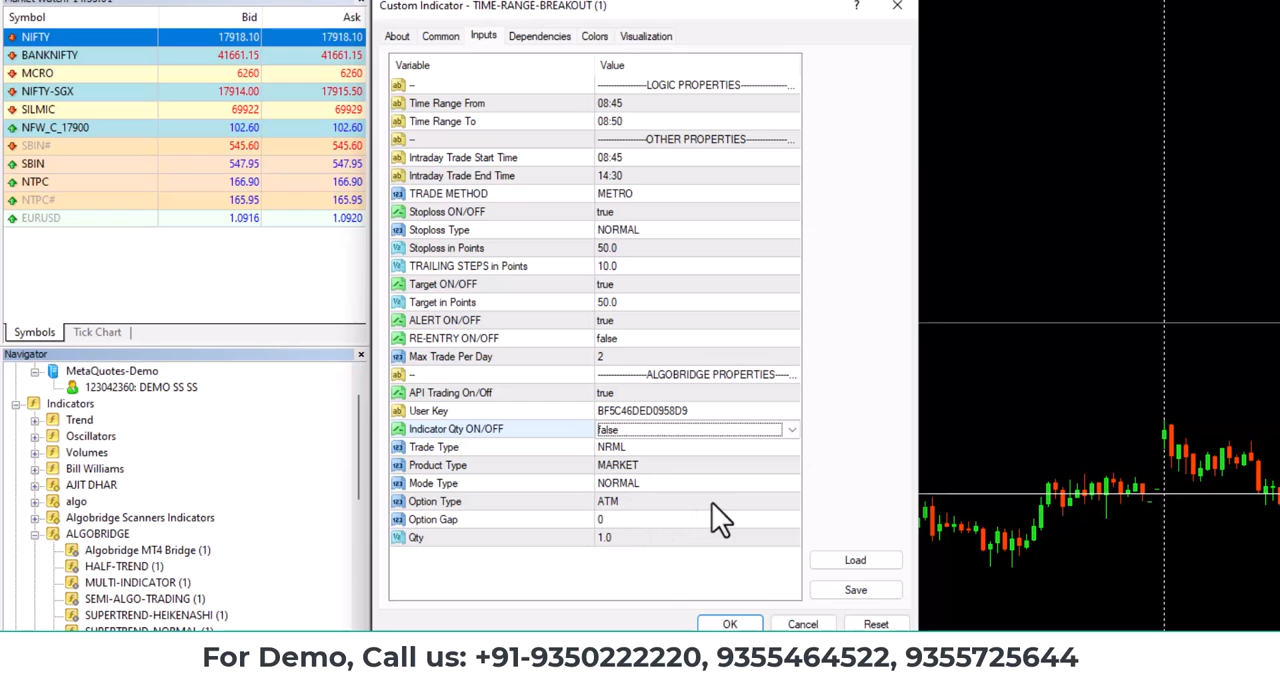 Custom Indicator - TIME-RANGE-BREAKOUT (1)
?
Symbol Bid Ask
NIFTY 17918.10 17918.10
BANKNIFTY 41661.15 41661.15
MCRO 6260 6260
NIFTY-SGX 17914.00 17915.50
SILMIC 69922 69929
NFW_C_17900 102.60 102.60
SBIN# 545.60 545.60
SBIN 547.95 547.95
NTPC 166.90 166.90
NTPC# 165.95 165.95
EURUSD 1.0916 1.0920
Symbols Tick Chart
Navigator
MetaQuotes-Demo
123042360: DEMO SS SS
Indicators
Trend
Oscillators
Volumes
Bill Williams
AJIT DHAR
algo
Algobridge Scanners Indicators
ALGOBRIDGE
Algobridge MT4 Bridge (1)
HALF-TREND (1)
MULTI-INDICATOR (1)
SEMI-ALGO-TRADING (1)
SUPERTREND-HEIKENASHI (1)
About Common Inputs Dependencies Colors Visualization
Variable Value
-- -----------------LOGIC PROPERTIES-----------------...
Time Range From 08:45
Time Range To 08:50
-- -----------------OTHER PROPERTIES--------------...
Intraday Trade Start Time 08:45
Intraday Trade End Time 14:30
TRADE METHOD METRO
Stoploss ON/OFF true
Stoploss Type NORMAL
Stoploss in Points 50.0
TRAILING STEPS in Points 10.0
Target ON/OFF true
Target in Points 50.0
ALERT ON/OFF true
RE-ENTRY ON/OFF false
Max Trade Per Day 2
-- -----------------ALGOBRIDGE PROPERTIES-----...
API Trading On/Off true
User Key BF5C46DED0958D9
Indicator Qty ON/OFF false
Trade Type NRML
Product Type MARKET
Mode Type NORMAL
Option Type ATM
Option Gap 0
Qty 1.0
Load
Save
OK Cancel Reset
For Demo, Call us: +91-9350222220, 9355464522, 9355725644